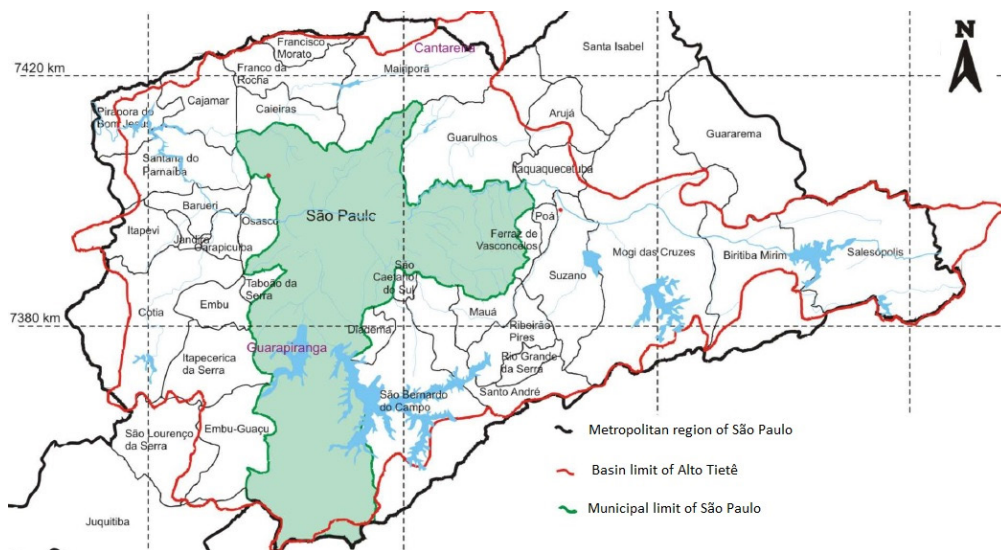 N
Francisco
Morato
Cantareira
Santa Isabel
7420 km
Franco da
Rocha
Mairiporã
Cajamar
Caieiras
Pirapora do
Bom Jesus
Arujá
Guararema
Guarulhos
Santana do
Parnaíba
Itaquaquecetuba
Barueri
São Paulc
Osasco
Poá
Itapevi
Jandira
Carapicuiba
Ferraz de
Vasconcelos
Mogi das Cruzes
Biritiba Mirim
Salesópolis
São
Caetano
do Sul
Suzano
Taboão da
Serra
Embu
Cotia
Mauá
7380 km
Diadema
Ribeirão
Pires
Guarapiranga
Itapecerica
da Serra
Rio Grande
da Serra
Santo André
São Bernardo
do Campo
São Lourenço
da Serra
Embu-Guaçu
Metropolitan region of São Paulo
Basin limit of Alto Tietê
Municipal limit of São Paulo
Juquitiba